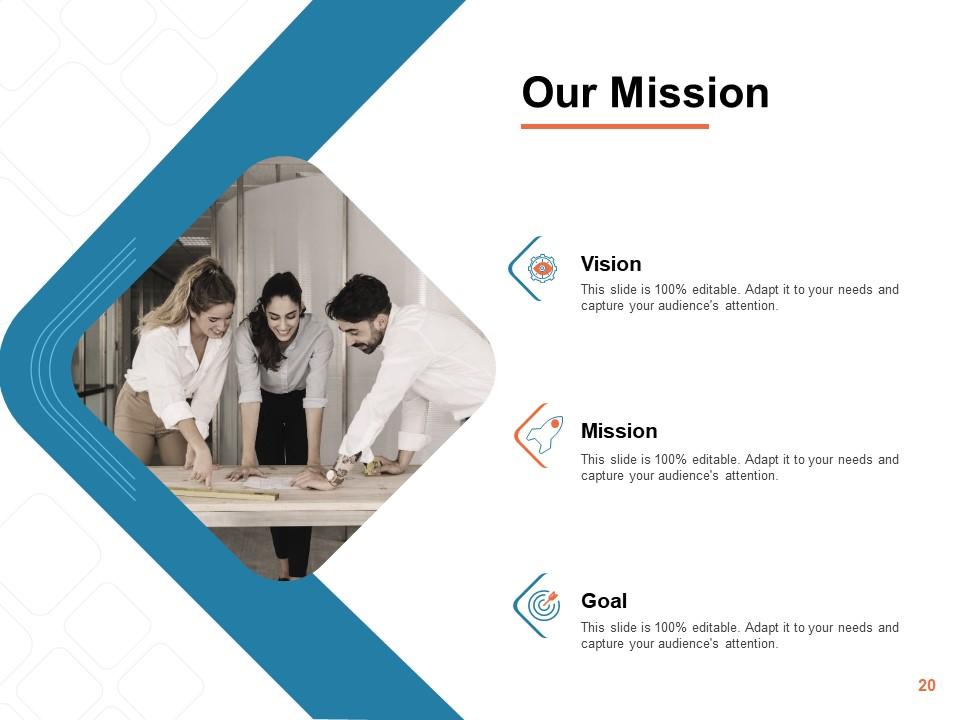 Our Mission
Vision
This slide is 100% editable. Adapt it to your needs and
capture your audience's attention.
Mission
This slide is 100% editable. Adapt it to your needs and
capture your audience's attention.
Goal
This slide is 100% editable. Adapt it to your needs and
capture your audience's attention.
20